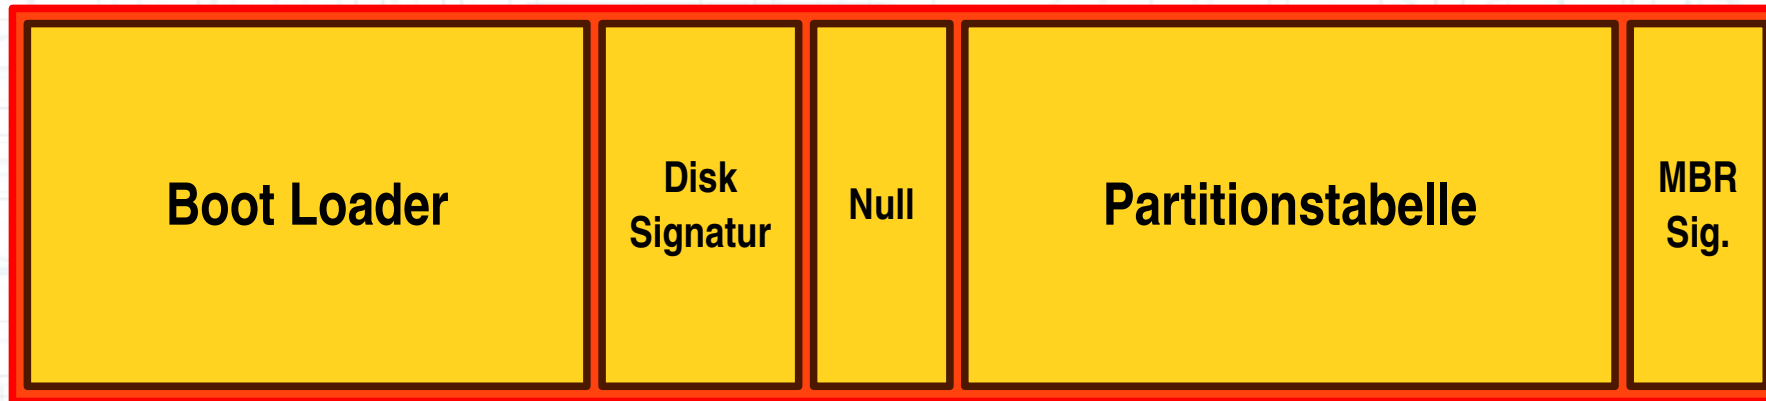 Boot Loader
Disk
Signatur
Null
Partitionstabelle
MBR
Sig.